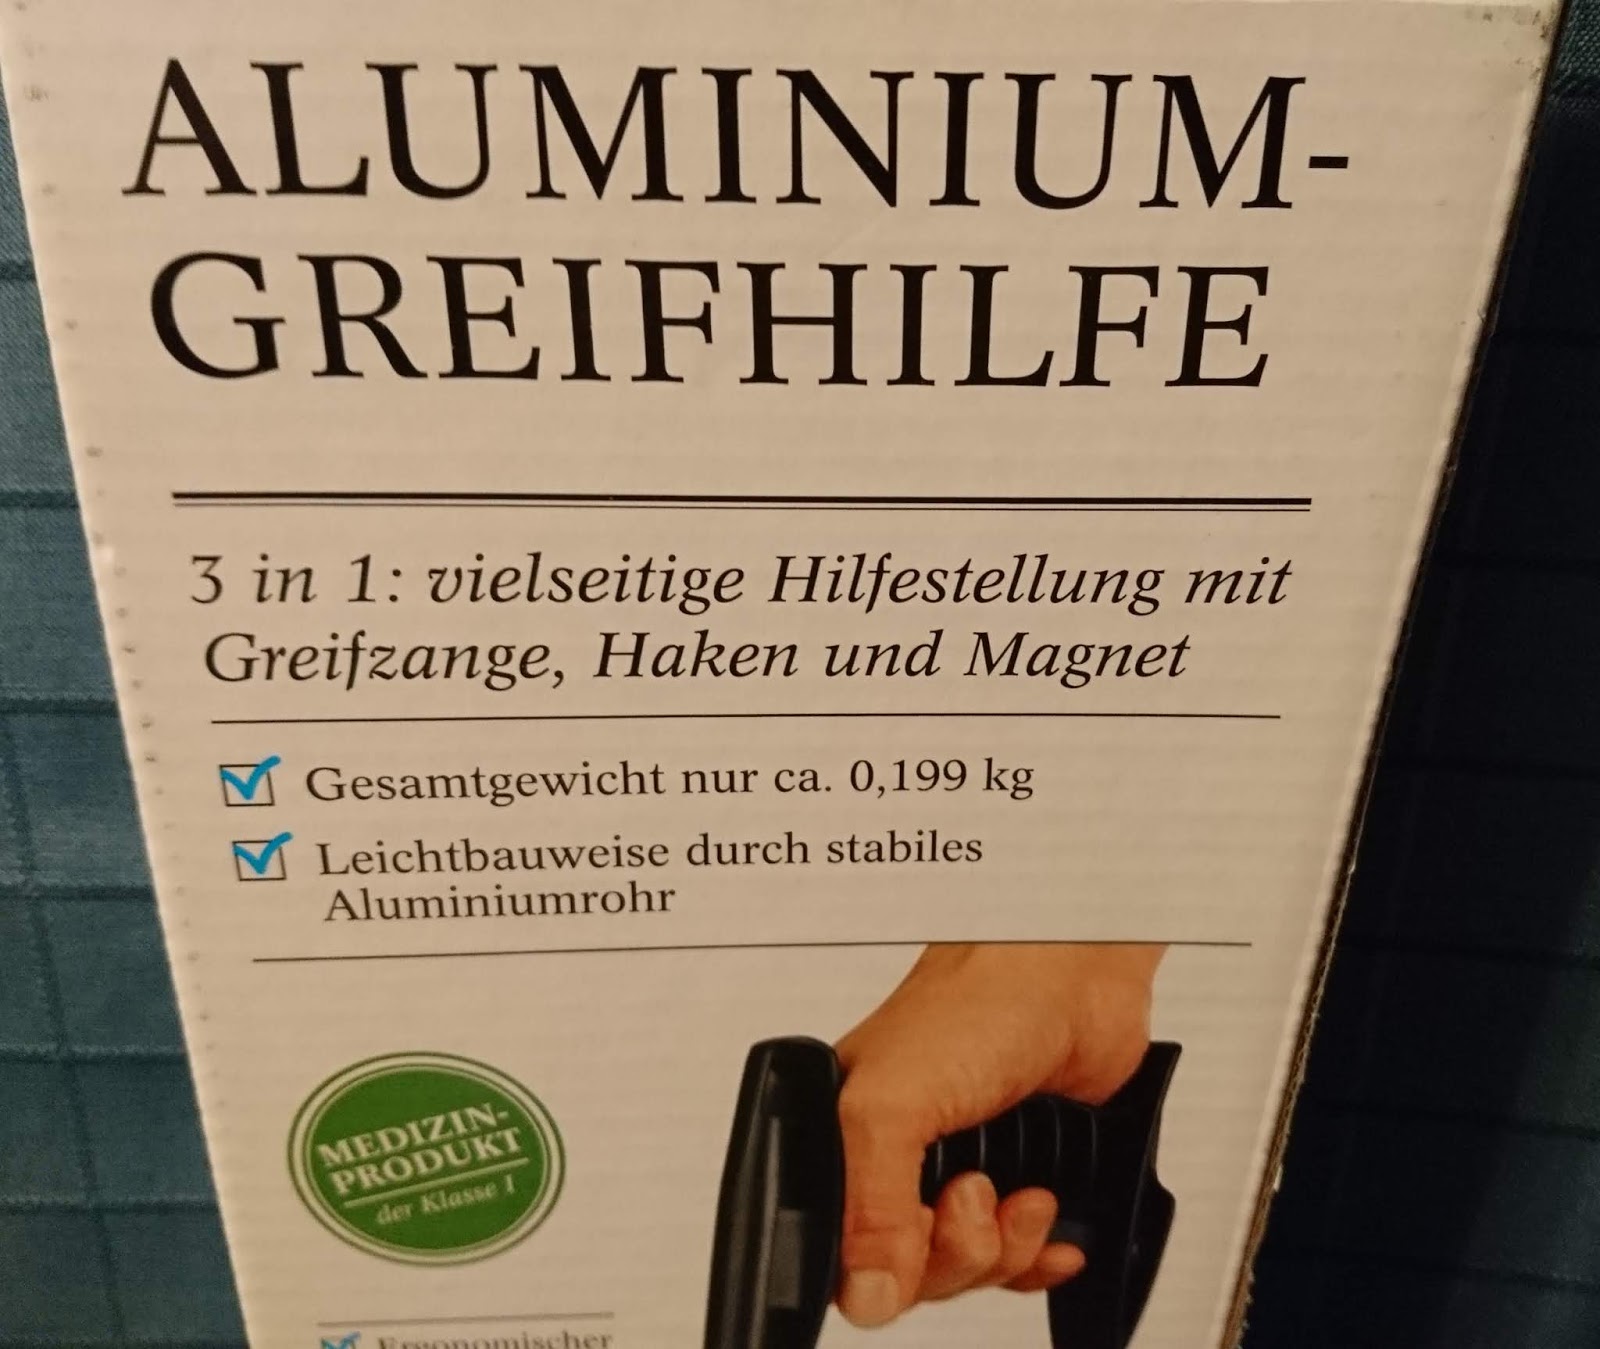 ALUMINIUM-
GREIFHILFE
3 in 1: vielseitige Hilfestellung mit
Greifzange, Haken und Magnet
Gesamtgewicht nur ca. 0,199 kg
Leichtbauweise durch stabiles
Aluminiumrohr
MEDIZIN-
PRODUKT
der Klasse I
Ergonomischer